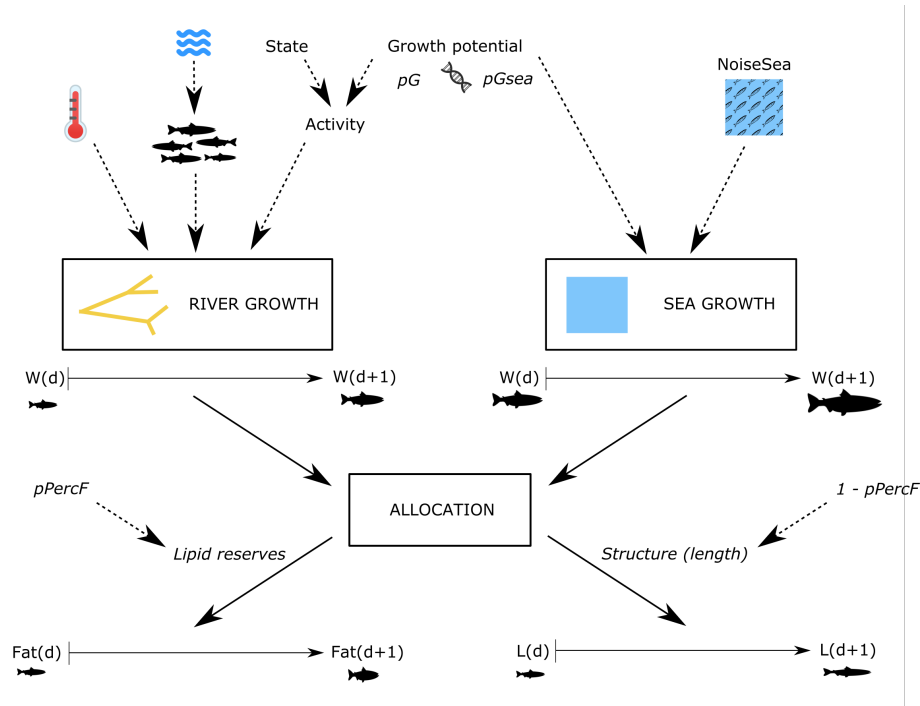 State
Growth potential
pG
pGsea
NoiseSea
Activity
RIVER GROWTH
SEA GROWTH
W(d)
W(d+1)
W(d)
W(d+1)
pPercF
ALLOCATION
1 - pPercF
Lipid reserves
Structure (length)
Fat(d)
Fat(d+1)
L(d)
L(d+1)